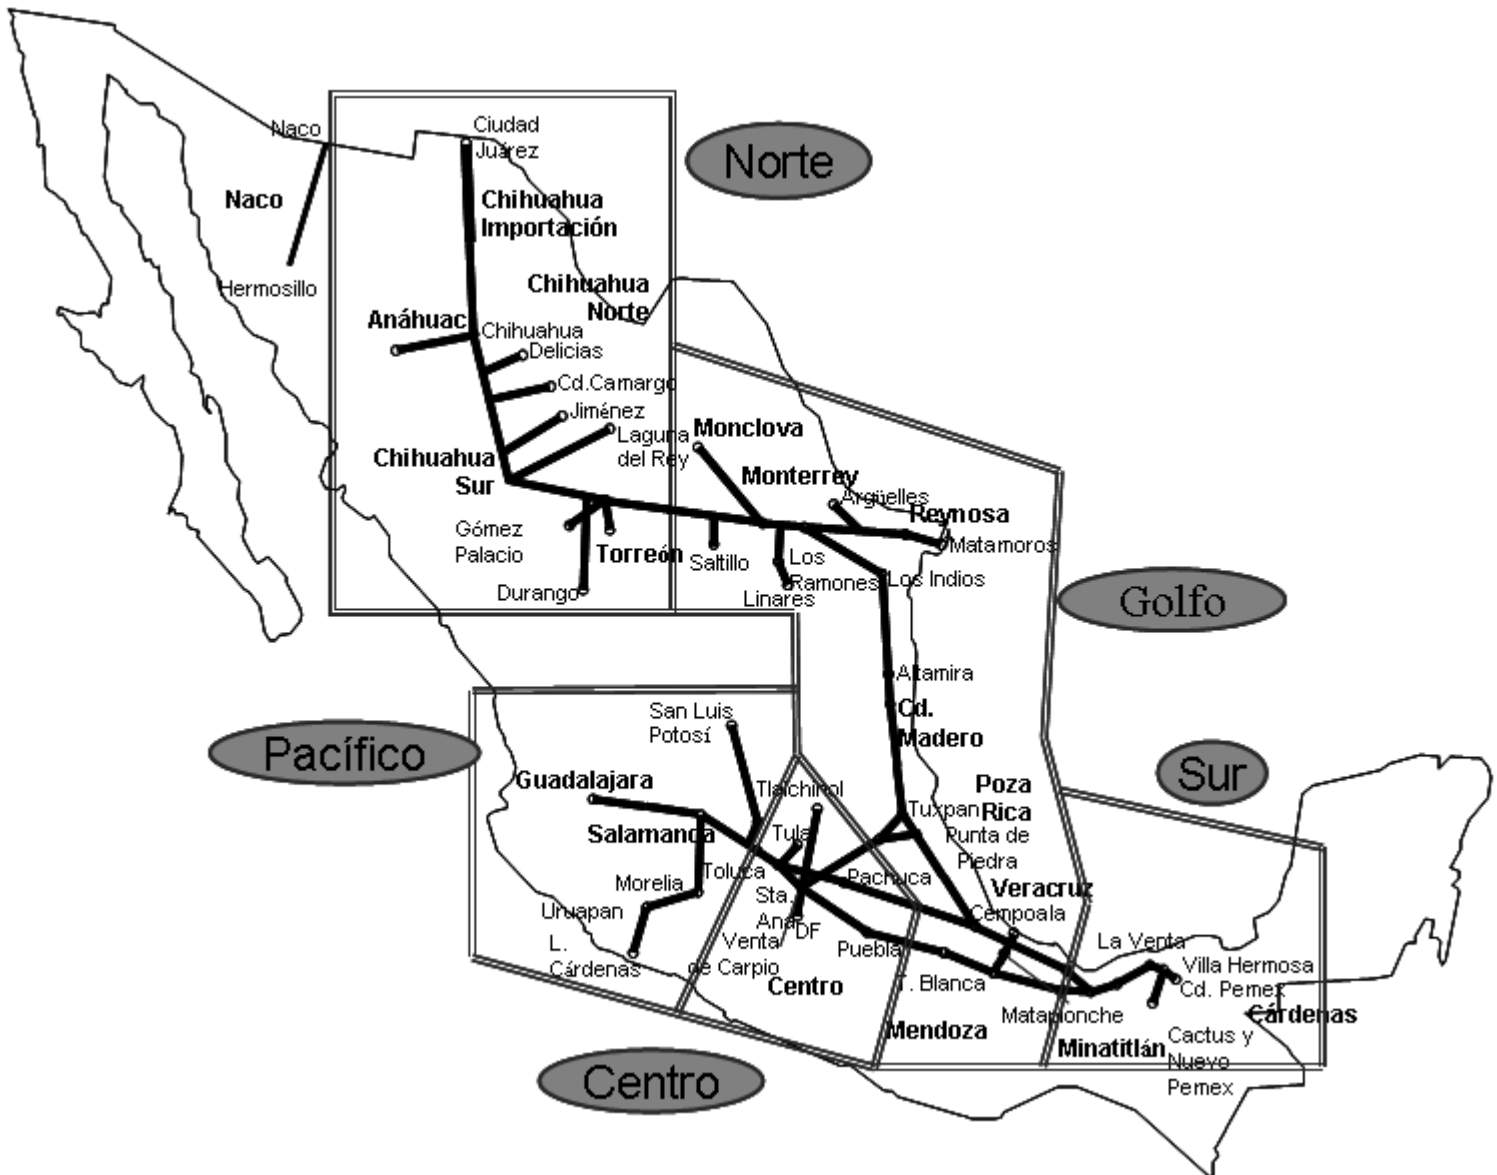 Naco
Ciudad
Juárez
Norte
Naco
Chihuahua
Importación
Hermosillo
Chihuahua
Norte
Anáhuac
Chihuahua
Delicias
Cd.Camargo
Jiménez
Laguna
del Rey
Monclova
Chihuahua
Sur
Monterrey
Argüelles
Reynosa
Gómez
Palacio
Torreón
Saltillo
Los
Ramones
Matamoros
Durango
Linares
Los Indios
Golfo
Altamira
Cd.
Madero
San Luis
Potosí
Pacífico
Guadalajara
Tlalchinol
Poza
Rica
Sur
Salamanca
Tula
Tuxpan
Punta de
Piedra
Toluca
Morelia
Pachuca
Veracruz
Uruapan
Sta.
Ana
DF
Cempoala
L.
Cárdenas
Venta
de Carpio
Puebla
La Venta
Villa Hermosa
Cd. Pemex
Centro
T. Blanca
Matapionche
Cárdenas
Mendoza
Minatitlán
Cactus y
Nuevo
Pemex
Centro